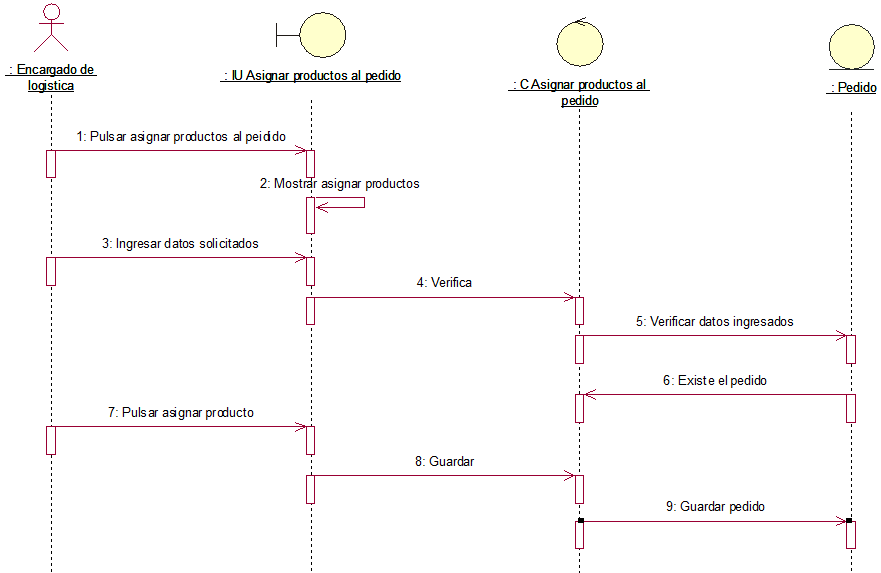 : Encargado de
logistica
: IU Asignar productos al pedido
: C Asignar productos al
pedido
: Pedido
1: Pulsar asignar productos al peidido
2: Mostrar asignar productos
3: Ingresar datos solicitados
4: Verifica
5: Verificar datos ingresados
6: Existe el pedido
7: Pulsar asignar producto
8: Guardar
9: Guardar pedido